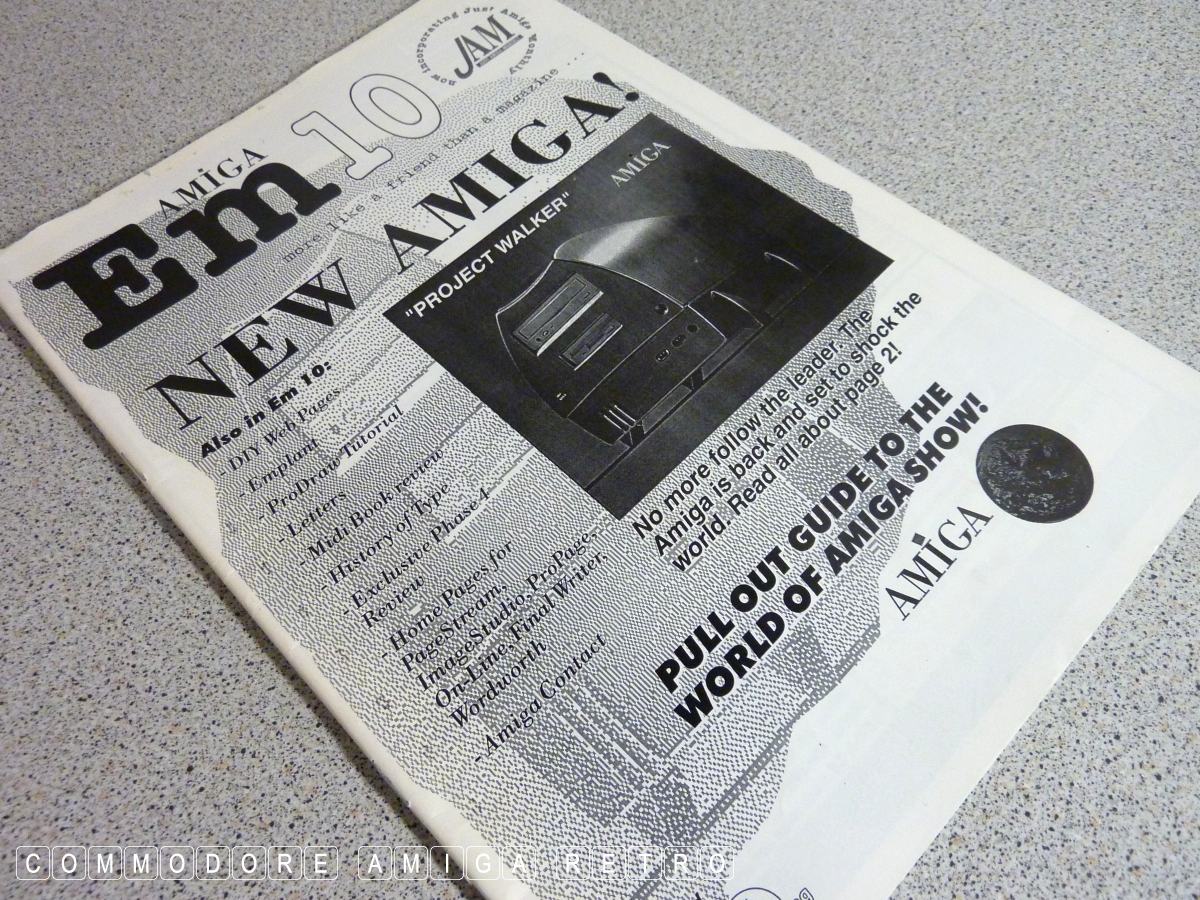 now incorporating Just Amiga Monthly
JAM
AMIGA
Em 10
more like a friend than a magazine ...
NEW AMIGA!
"PROJECT WALKER"
AMIGA
Also in Em 10:
- DIY Web Pages
- Emplant
- ProDraw Tutorial
- Letters
- Midi Book review
History of Type
- Exclusive Phase 4
Review
- Home Pages for
PageStream,
ImageStudio, ProPage,
On-Line, Final Writer,
Wordworth
- Amiga Contact
No more follow the leader. The
Amiga is back and set to shock the
world. Read all about page 2!
PULL OUT GUIDE TO THE
WORLD OF AMIGA SHOW!
AMIGA
COMMODORE AMIGA RETRO